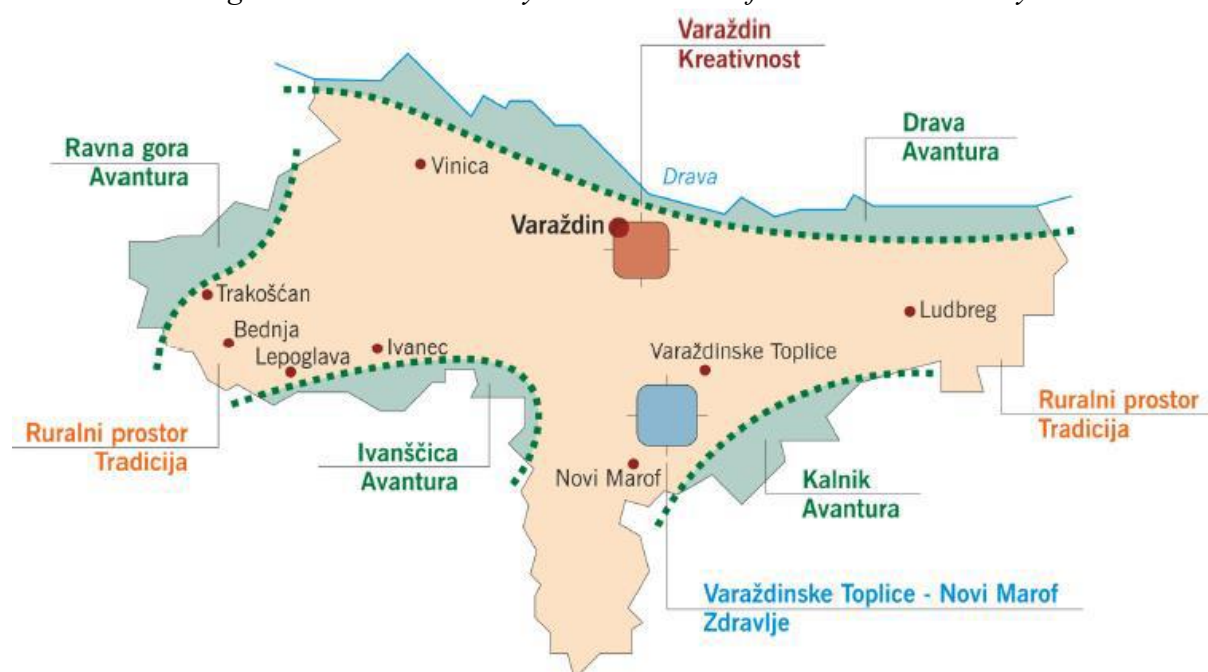 Varaždin
Kreativnost
Ravna gora
Avantura
Drava
Avantura
Vinica
Drava
Varaždin
Trakošćan
Ludbreg
Bednja
Ivanec
Lepoglava
Varaždinske Toplice
Ruralni prostor
Tradicija
Ruralni prostor
Tradicija
Ivanščica
Avantura
Novi Marof
Kalnik
Avantura
Varaždinske Toplice - Novi Marof
Zdravlje